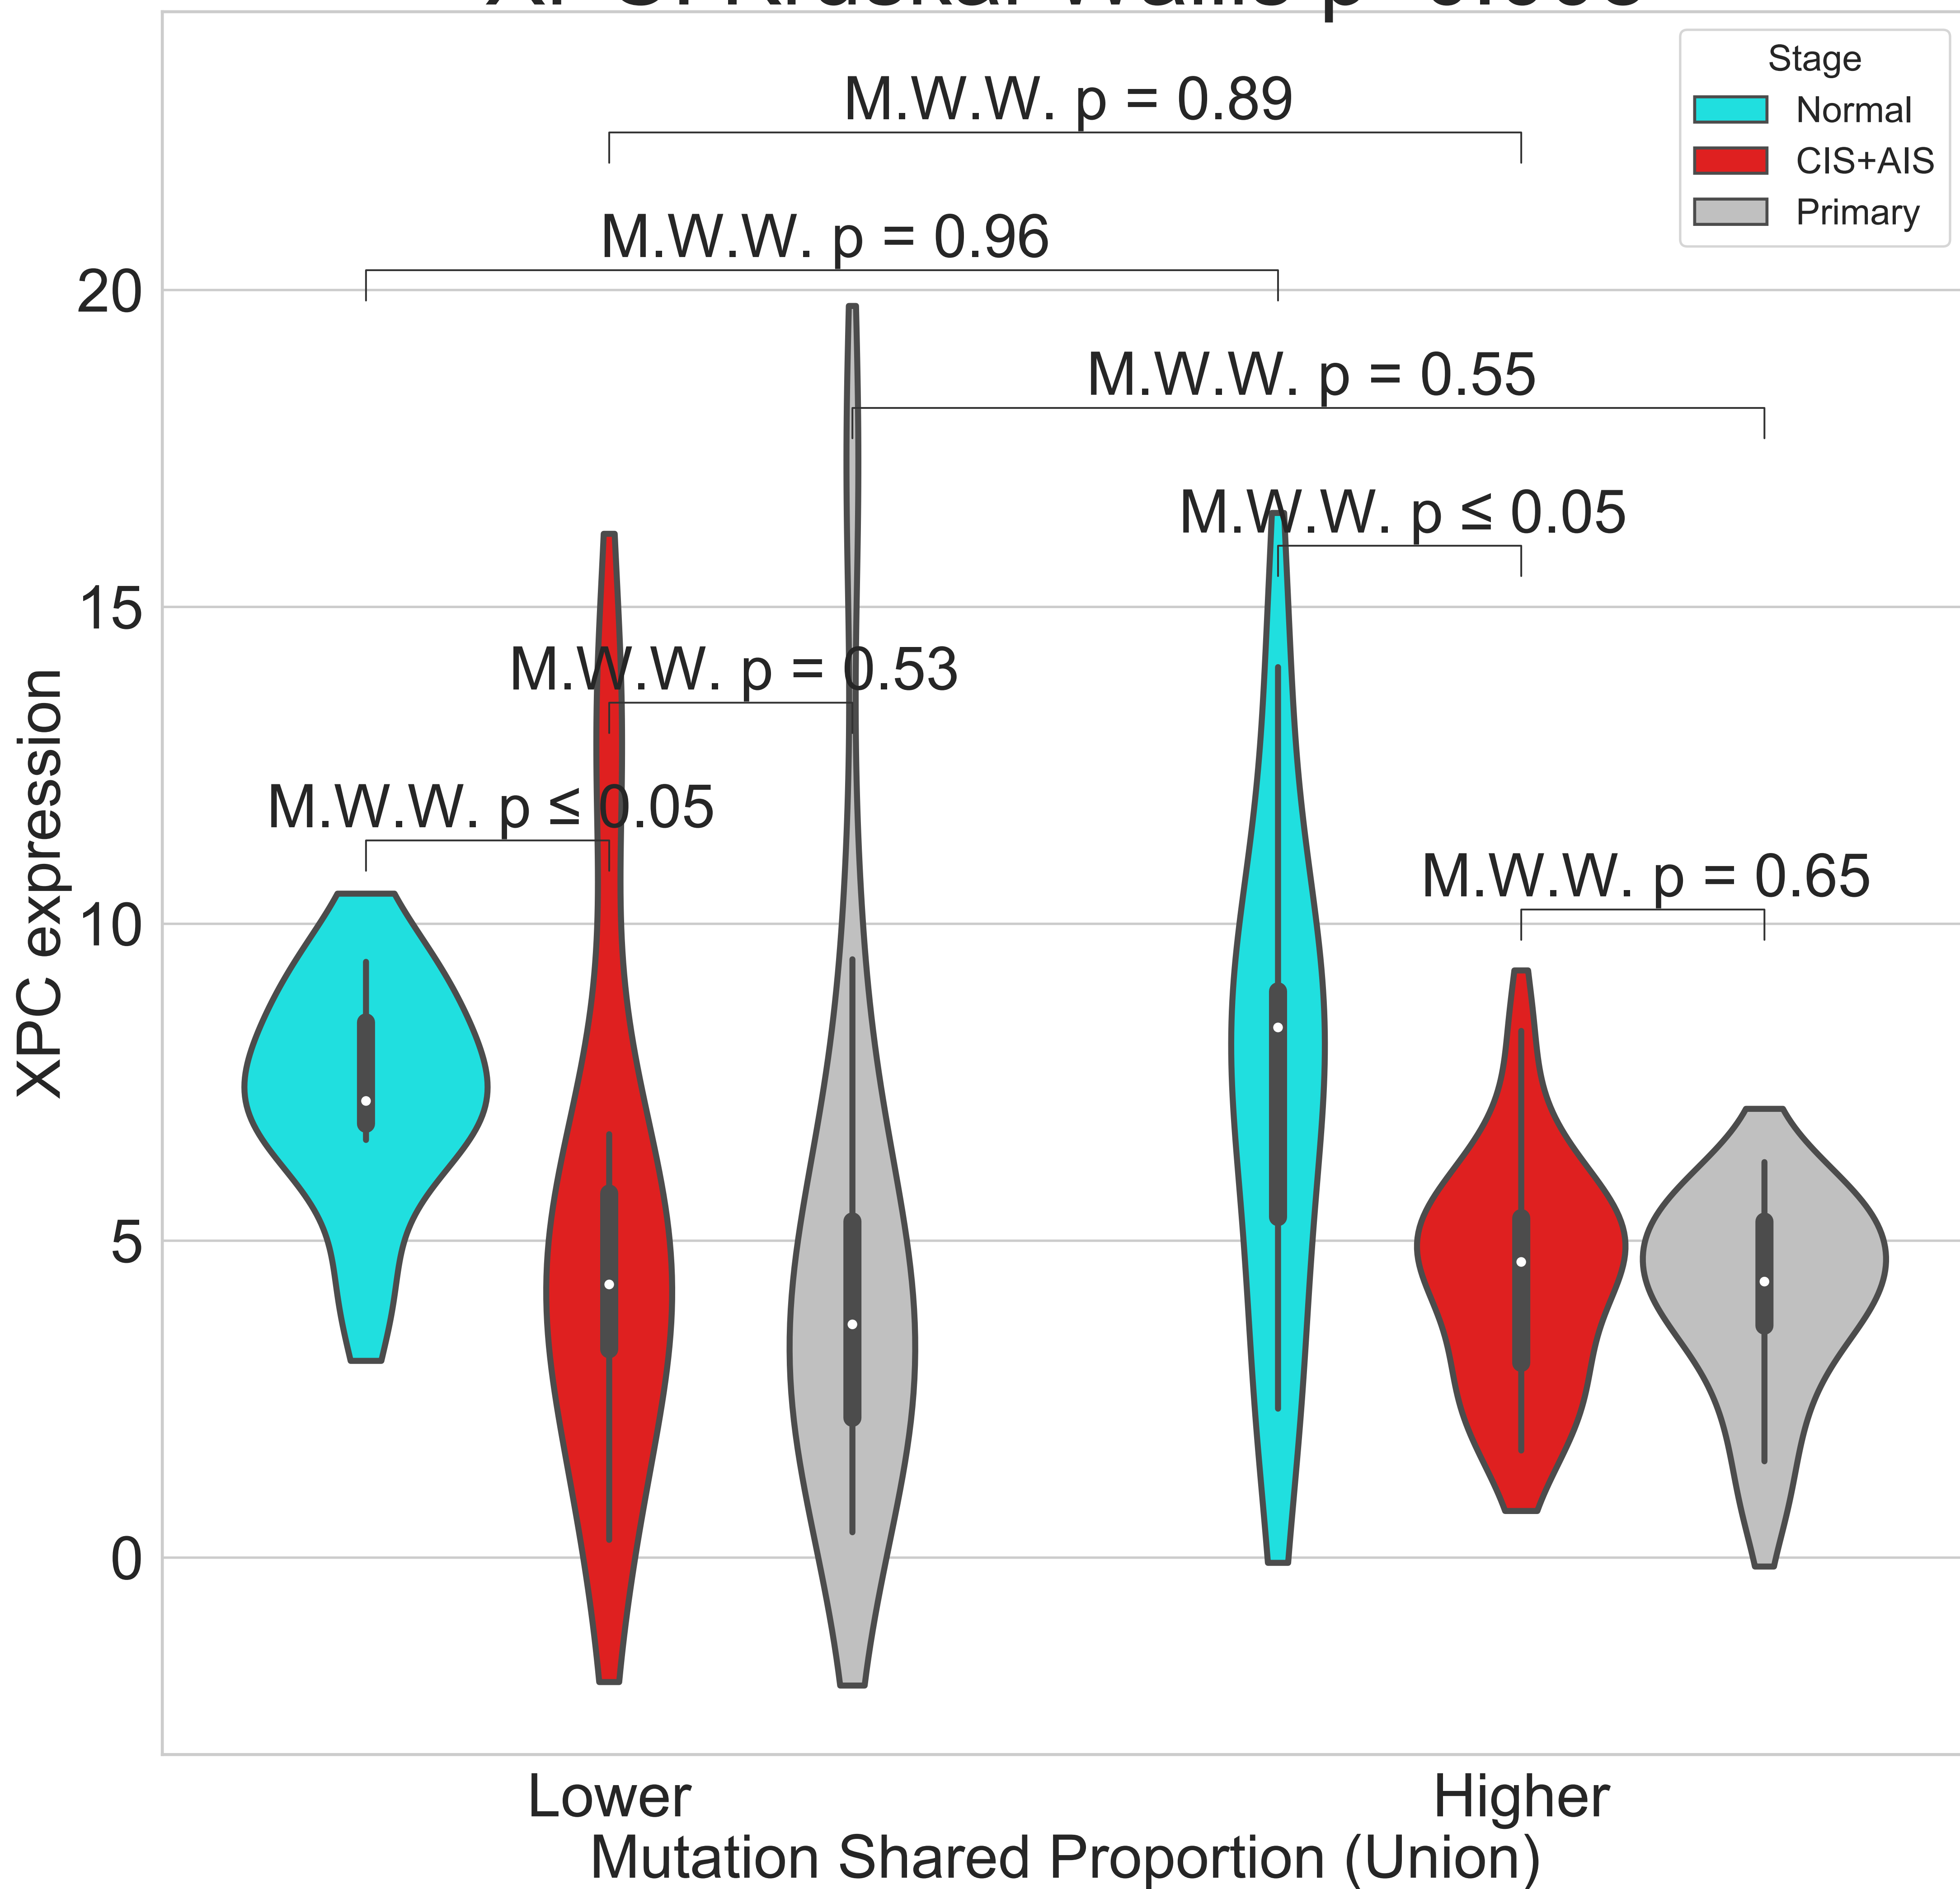 Stage
Normal
CIS+AIS
Primary
M.W.W. p = 0.89
M.W.W. p = 0.96
M.W.W. p = 0.55
M.W.W. p ≤ 0.05
M.W.W. p = 0.53
M.W.W. p ≤ 0.05
M.W.W. p = 0.65
20
15
10
5
0
XPC expression
Lower
Higher
Mutation Shared Proportion (Union)